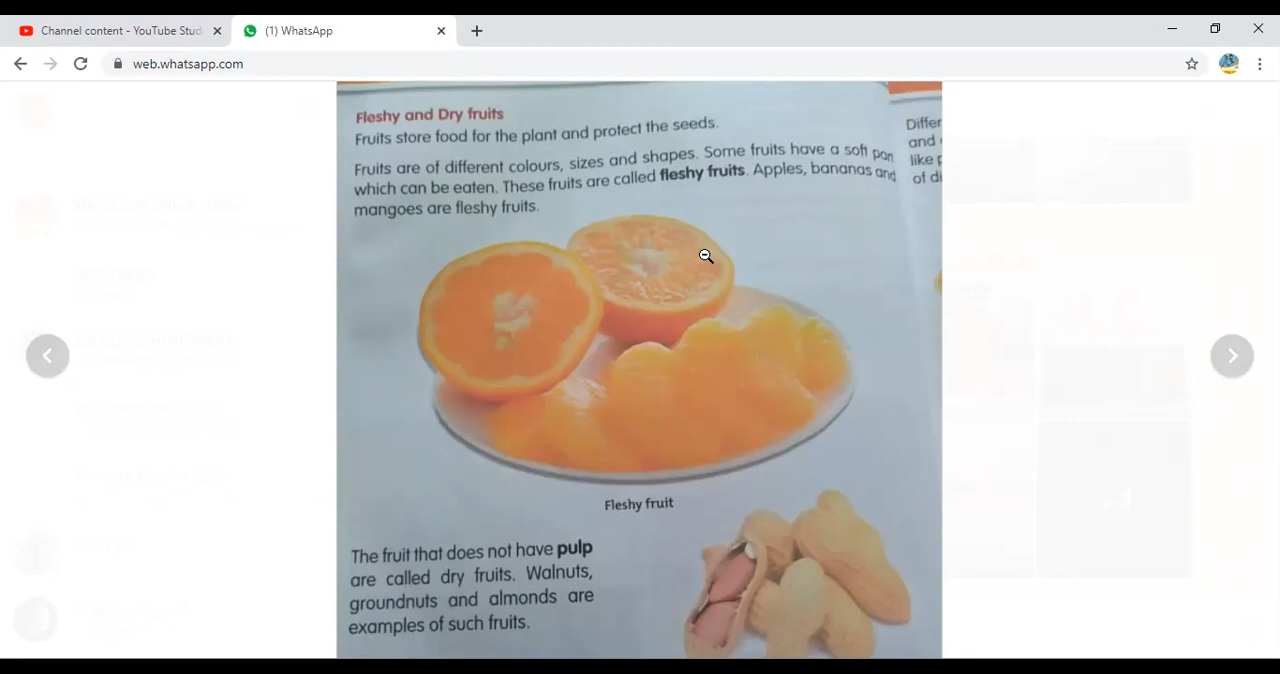 Channel content - YouTube Stud
(1) WhatsApp
web.whatsapp.com
Fleshy and Dry fruits
Fruits store food for the plant and protect the seeds.
Fruits are of different colours, sizes and shapes. Some fruits have a soft part
which can be eaten. These fruits are called fleshy fruits. Apples, bananas and
mangoes are fleshy fruits.
Differ
and
like p
of di
Fleshy fruit
The fruit that does not have pulp
are called dry fruits. Walnuts,
groundnuts and almonds are
examples of such fruits.